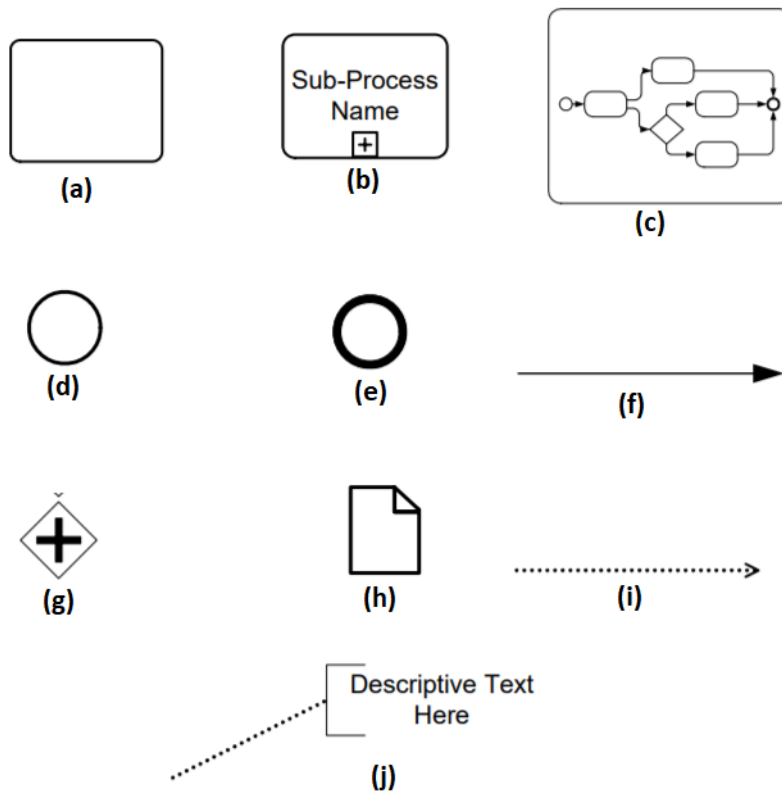 Sub-Process
Name
(a)
(b)
(c)
(d)
(e)
(f)
(g)
(h)
(i)
Descriptive Text
Here
(j)